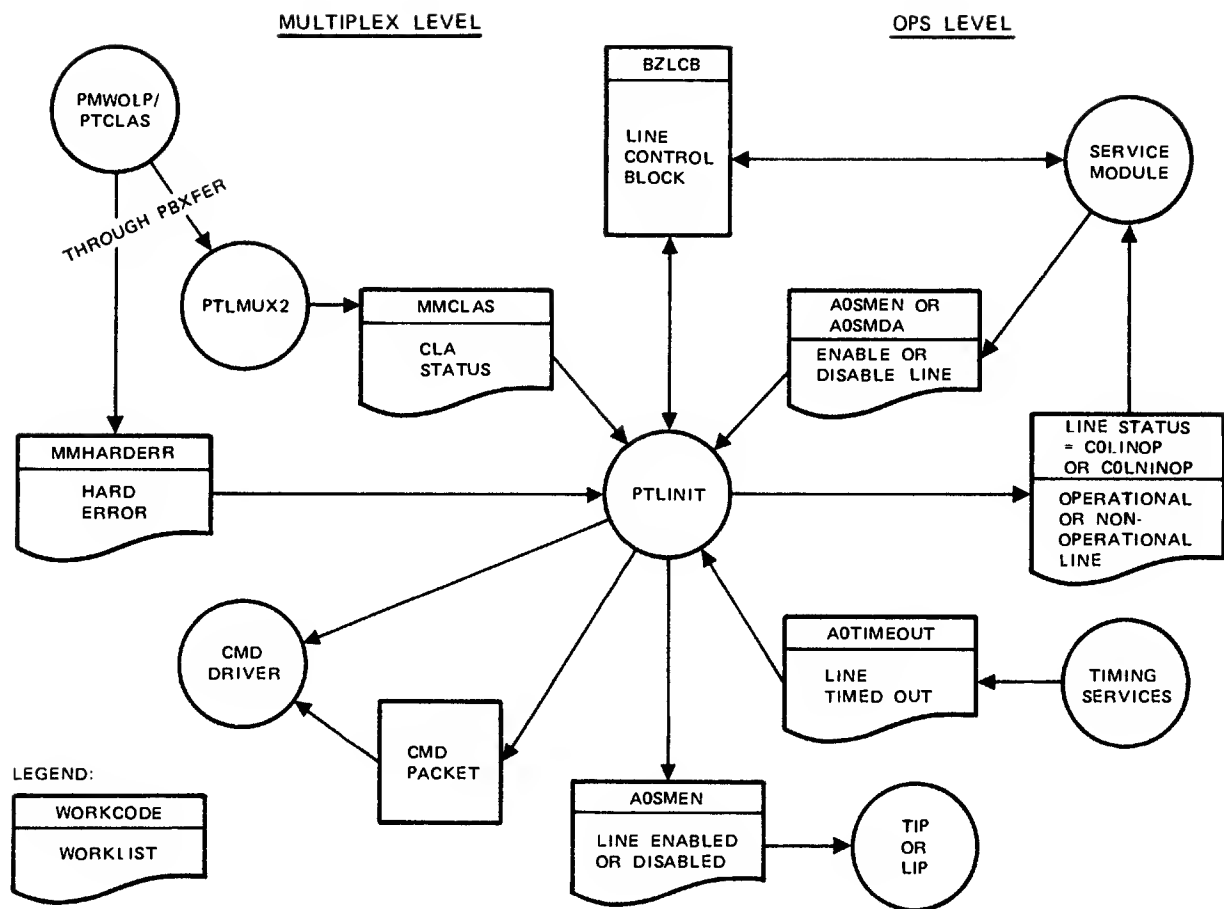 MULTIPLEX LEVEL
OPS LEVEL
PMWOLP/
PTCLAS
THROUGH PBXFER
BZLCB
LINE
CONTROL
BLOCK
SERVICE
MODULE
PTLMUX2
MMCLAS
CLA
STATUS
A0SMEN OR
A0SMDA
ENABLE OR
DISABLE LINE
MMHARDERR
HARD
ERROR
PTLINIT
LINE STATUS
= C0LINOP
OR C0LNINOP
OPERATIONAL
OR NON-
OPERATIONAL
LINE
CMD
DRIVER
CMD
PACKET
A0TIMEOUT
LINE
TIMED OUT
TIMING
SERVICES
LEGEND:
WORKCODE
WORKLIST
A0SMEN
LINE ENABLED
OR DISABLED
TIP
OR
LIP